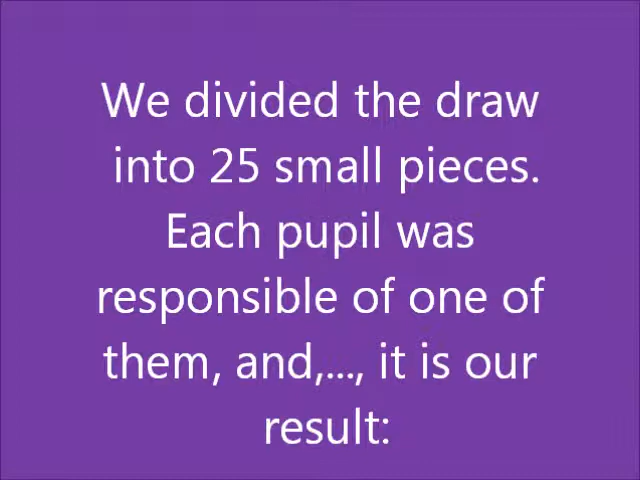 We divided the draw
into 25 small pieces.
Each pupil was
responsible of one of
them, and,..., it is our
result: